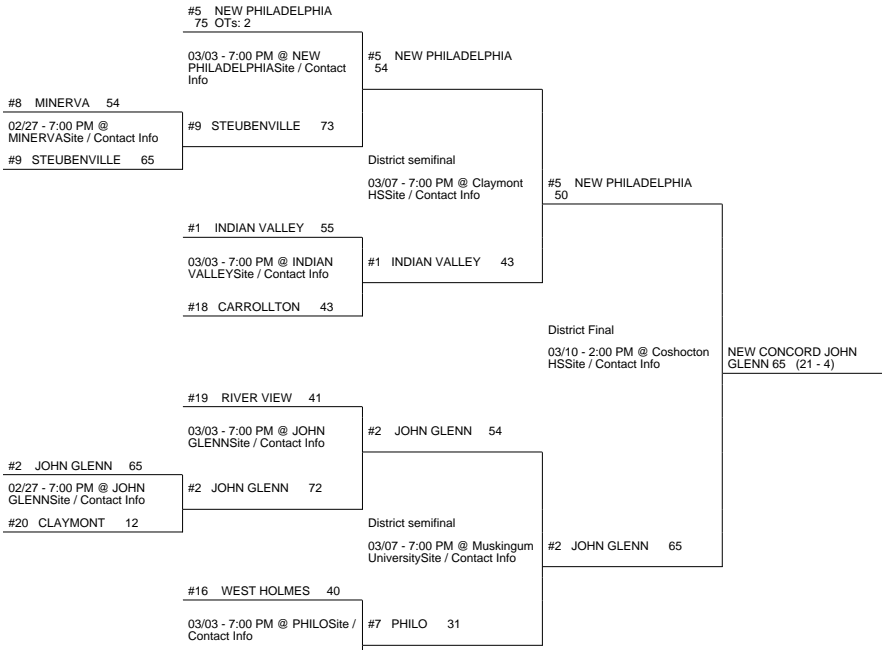 #5 NEW PHILADELPHIA
75 OTs: 2
03/03 - 7:00 PM @ NEW
PHILADELPHIASite / Contact
Info
#5 NEW PHILADELPHIA
54
#8 MINERVA 54
02/27 - 7:00 PM @
MINERVASite / Contact Info
#9 STEUBENVILLE 65
#9 STEUBENVILLE 73
District semifinal
03/07 - 7:00 PM @ Claymont
HSSite / Contact Info
#5 NEW PHILADELPHIA
50
#1 INDIAN VALLEY 55
03/03 - 7:00 PM @ INDIAN
VALLEYSite / Contact Info
#1 INDIAN VALLEY 43
#18 CARROLLTON 43
District Final
03/10 - 2:00 PM @ Coshocton
HSSite / Contact Info
NEW CONCORD JOHN
GLENN 65 (21 - 4)
#19 RIVER VIEW 41
03/03 - 7:00 PM @ JOHN
GLENNSite / Contact Info
#2 JOHN GLENN 54
#2 JOHN GLENN 65
02/27 - 7:00 PM @ JOHN
GLENNSite / Contact Info
#20 CLAYMONT 12
#2 JOHN GLENN 72
District semifinal
03/07 - 7:00 PM @ Muskingum
UniversitySite / Contact Info
#2 JOHN GLENN 65
#16 WEST HOLMES 40
03/03 - 7:00 PM @ PHILOSite /
Contact Info
#7 PHILO 31